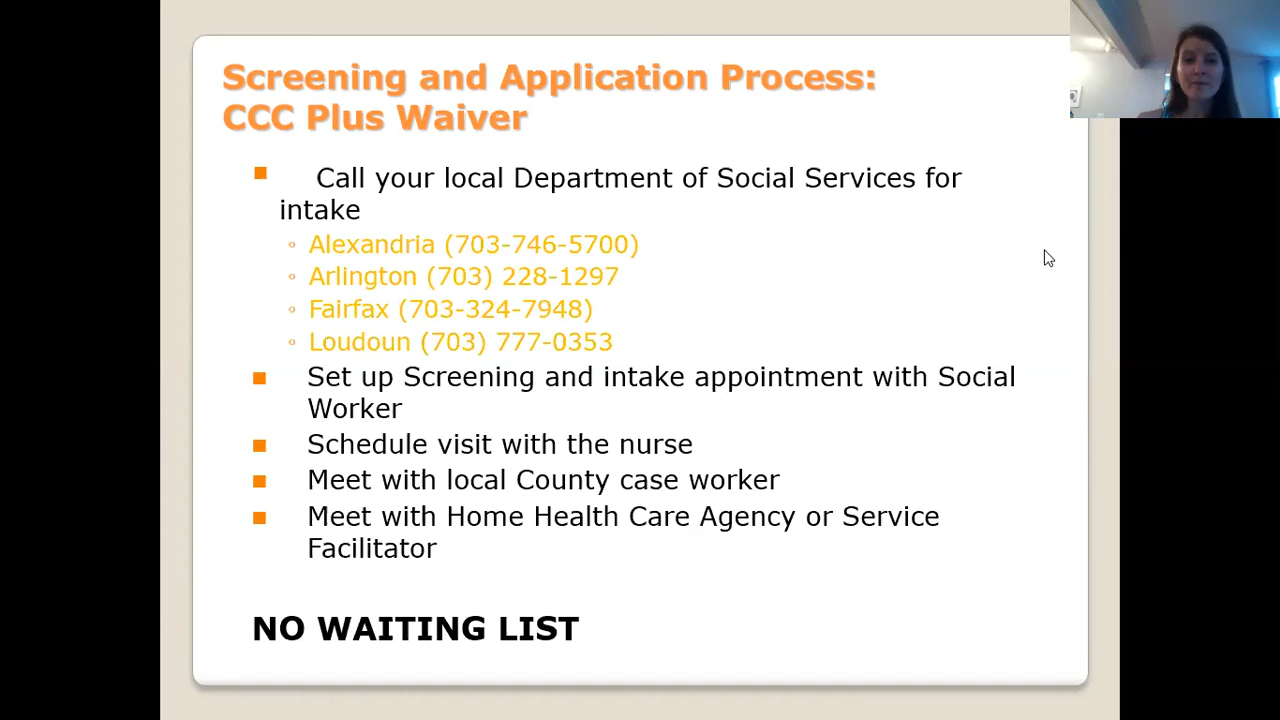 Screening and Application Process:
CCC Plus Waiver
Call your local Department of Social Services for
intake
Alexandria (703-746-5700)
Arlington (703) 228-1297
Fairfax (703-324-7948)
Loudoun (703) 777-0353
Set up Screening and intake appointment with Social
Worker
Schedule visit with the nurse
Meet with local County case worker
Meet with Home Health Care Agency or Service
Facilitator
NO WAITING LIST